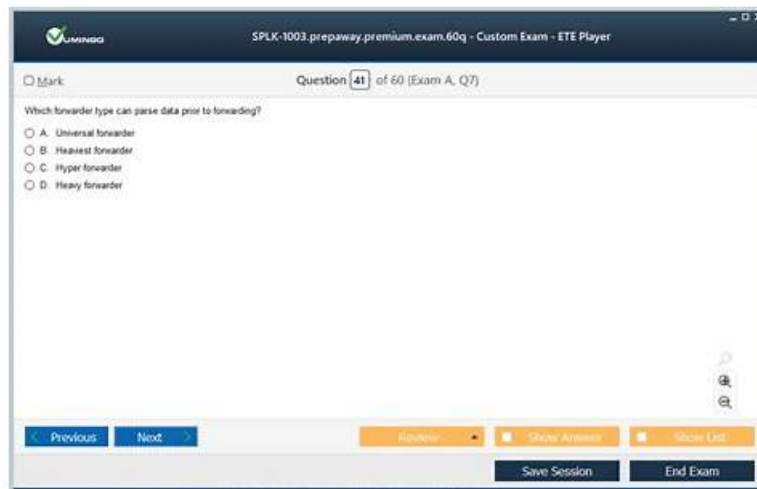 VUMINGO
SPLK-1003.prepaway.premium.exam.60q - Custom Exam - ETE Player
Mark
Question 41 of 60 (Exam A, Q7)
Which forwarder type can parse data prior to forwarding?
A. Universal forwarder
B. Heaviest forwarder
C. Hyper forwarder
D. Heavy forwarder
Previous Next Review Show Answer Show List
Save Session End Exam